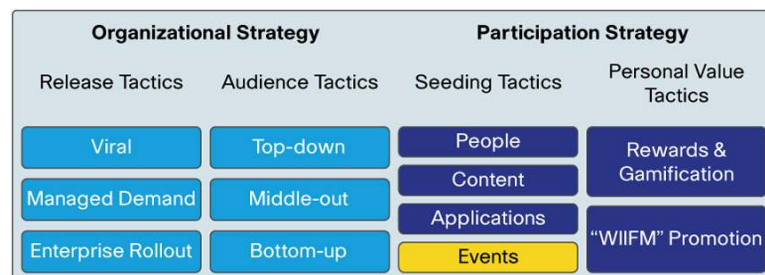 Organizational Strategy
Participation Strategy
Release Tactics
Audience Tactics
Seeding Tactics
Personal Value
Tactics
Viral
Managed Demand
Enterprise Rollout
Top-down
Middle-out
Bottom-up
People
Content
Applications
Events
Rewards &
Gamification
“WIIFM” Promotion